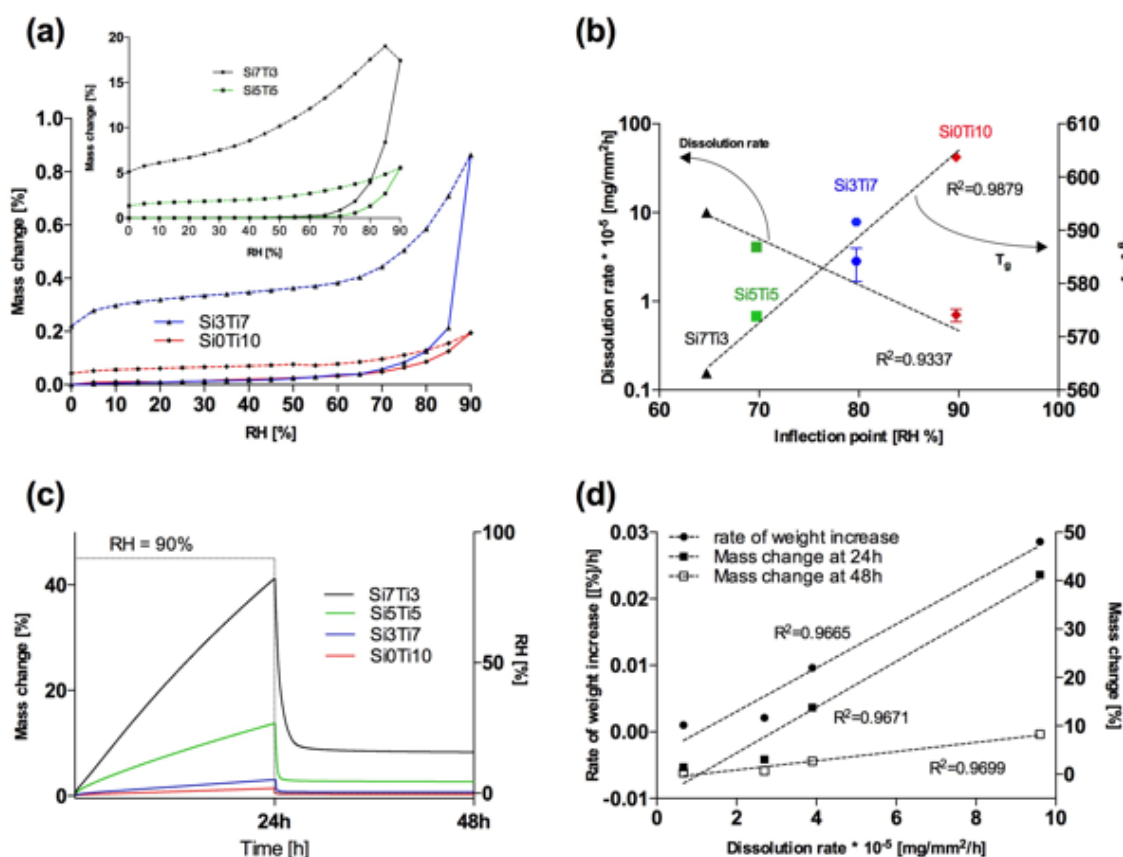 (a)
20
15
10
5
0
Mass change [%]
Si7Ti3
Si5Ti5
0 10 20 30 40 50 60 70 80 90
RH [%]
1.0
0.8
0.6
0.4
0.2
0.0
Mass change [%]
Si3Ti7
Si0Ti10
0 10 20 30 40 50 60 70 80 90
RH [%]
(b)
100
10
1
0.1
Dissolution rate * 10⁻⁵ [mg/mm²/h]
610
600
590
580
570
560
Dissolution rate
Si0Ti10
Si3Ti7
R²=0.9879
Tg
Si5Ti5
Si7Ti3
R²=0.9337
60 70 80 90 100
Inflection point [RH %]
(c)
RH = 90%
40
20
0
Mass change [%]
100
50
0
RH [%]
Si7Ti3
Si5Ti5
Si3Ti7
Si0Ti10
24h 48h
Time [h]
(d)
0.03
0.02
0.01
0.00
-0.01
Rate of weight increase [[%]/h]
50
40
30
20
10
0
Mass change [%]
rate of weight increase
Mass change at 24h
Mass change at 48h
R²=0.9665
R²=0.9671
R²=0.9699
0 2 4 6 8 10
Dissolution rate * 10⁻⁵ [mg/mm²/h]